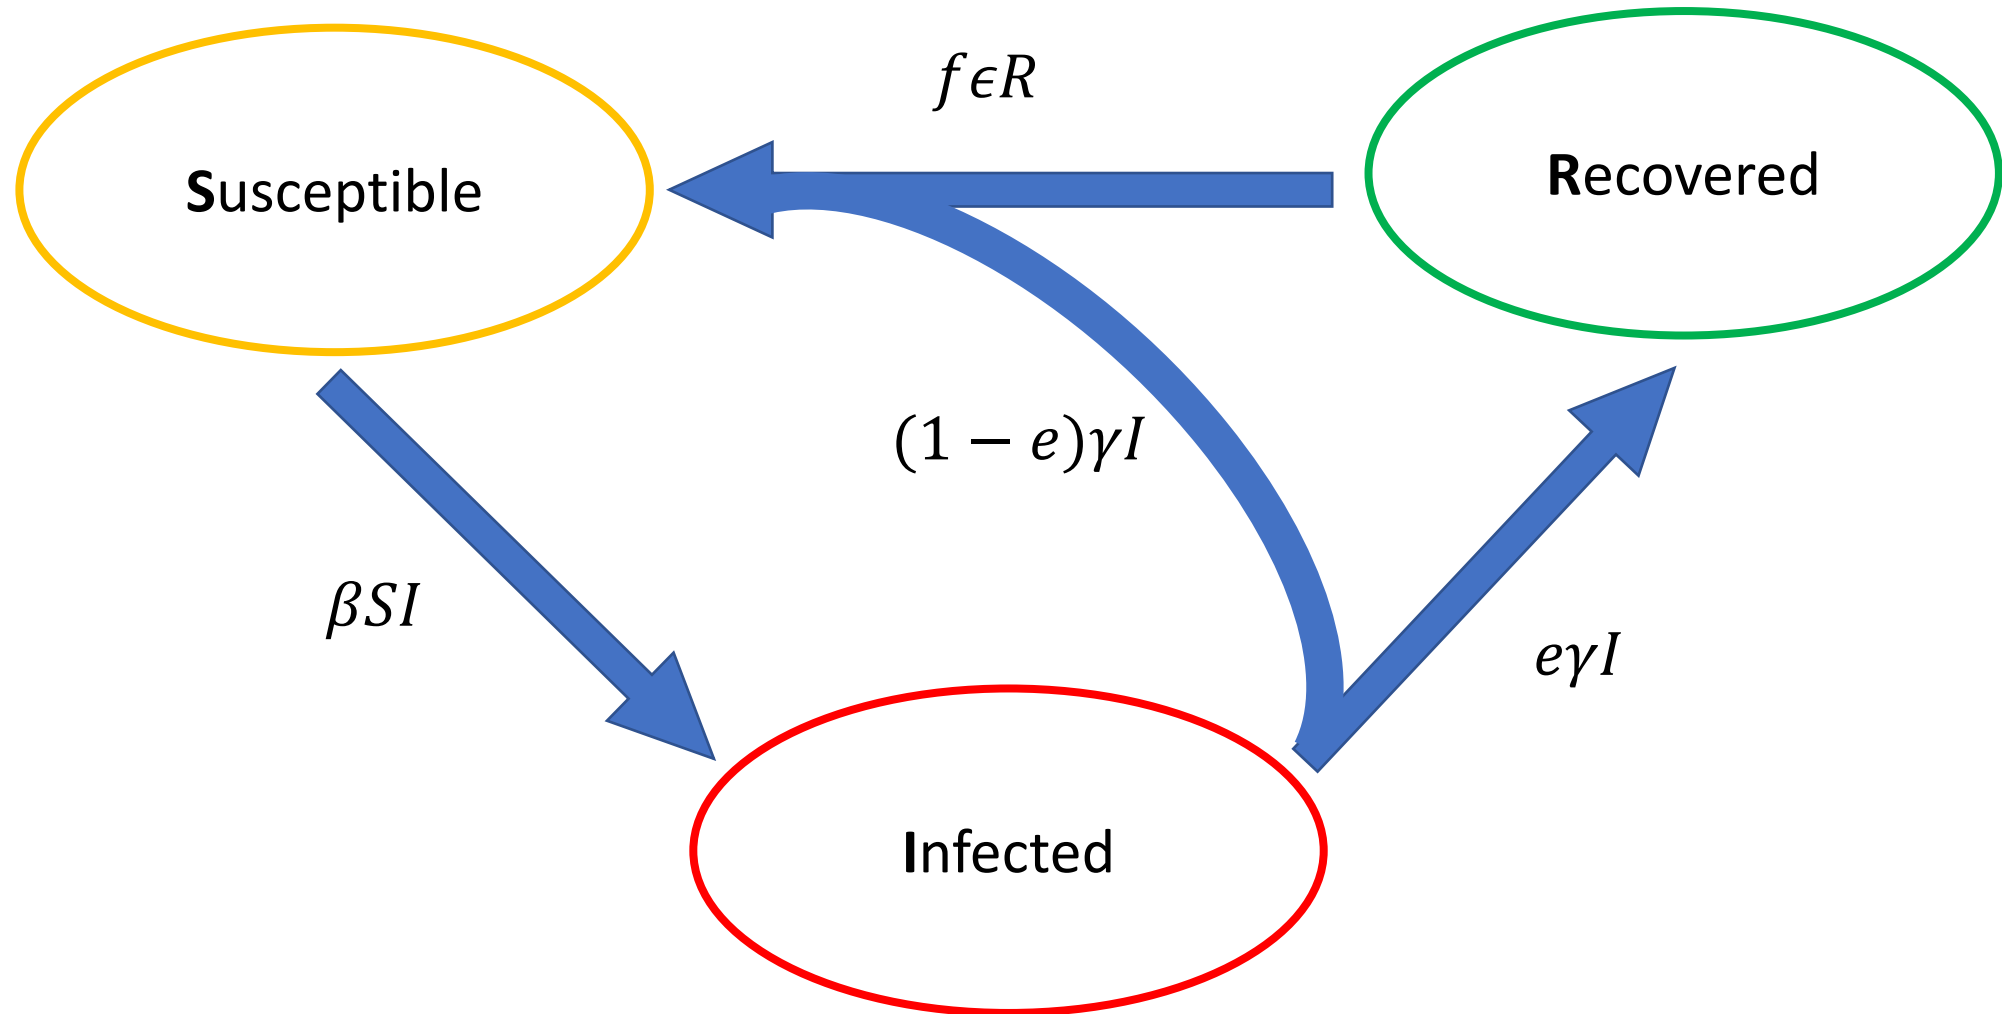 fϵR
Susceptible
Recovered
(1 − e)γI
βSI
eγI
Infected